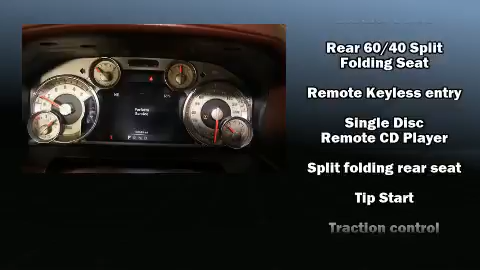 Rear 60/40 Split
Folding Seat
Remote Keyless entry
Single Disc
Remote CD Player
Split folding rear seat
Tip Start
Traction control